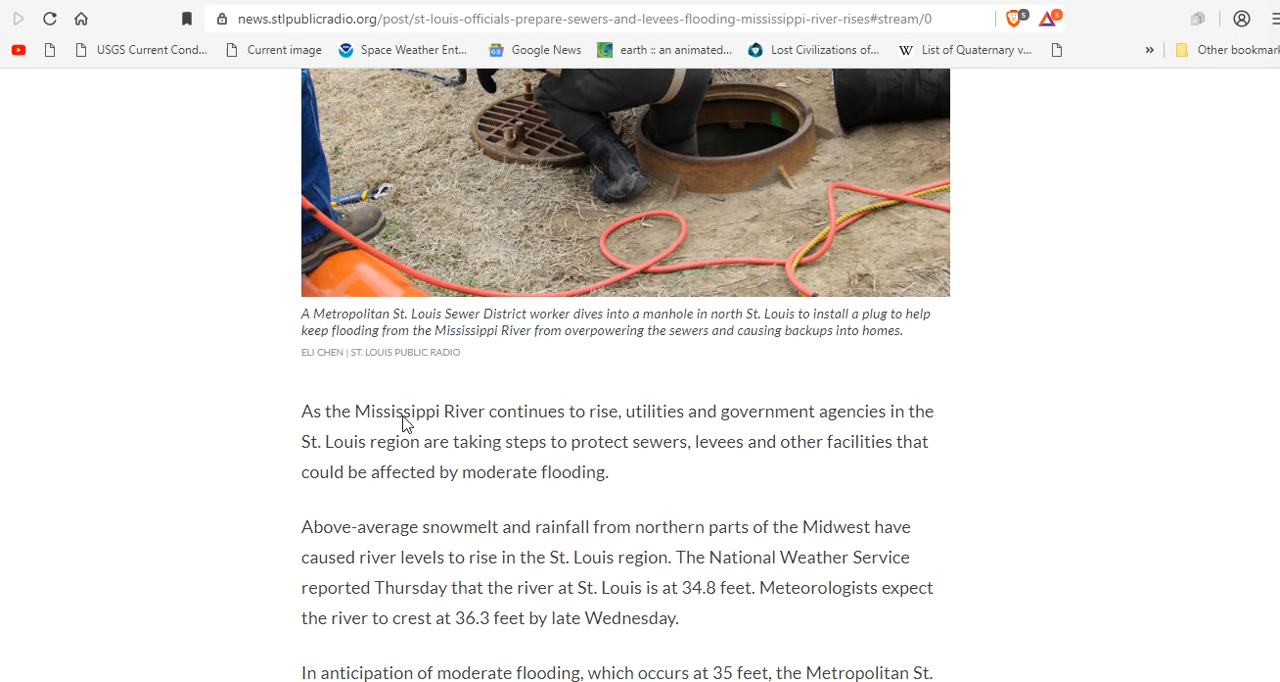 news.stlpublicradio.org/post/st-louis-officials-prepare-sewers-and-levees-flooding-mississippi-river-rises#stream/0
5
3
USGS Current Cond...
Current image
Space Weather Ent...
Google News
earth :: an animated...
Lost Civilizations of...
W
List of Quaternary v...
»
Other bookmar
A Metropolitan St. Louis Sewer District worker dives into a manhole in north St. Louis to install a plug to help
keep flooding from the Mississippi River from overpowering the sewers and causing backups into homes.
ELI CHEN | ST. LOUIS PUBLIC RADIO
As the Mississippi River continues to rise, utilities and government agencies in the
St. Louis region are taking steps to protect sewers, levees and other facilities that
could be affected by moderate flooding.
Above-average snowmelt and rainfall from northern parts of the Midwest have
caused river levels to rise in the St. Louis region. The National Weather Service
reported Thursday that the river at St. Louis is at 34.8 feet. Meteorologists expect
the river to crest at 36.3 feet by late Wednesday.
In anticipation of moderate flooding, which occurs at 35 feet, the Metropolitan St.